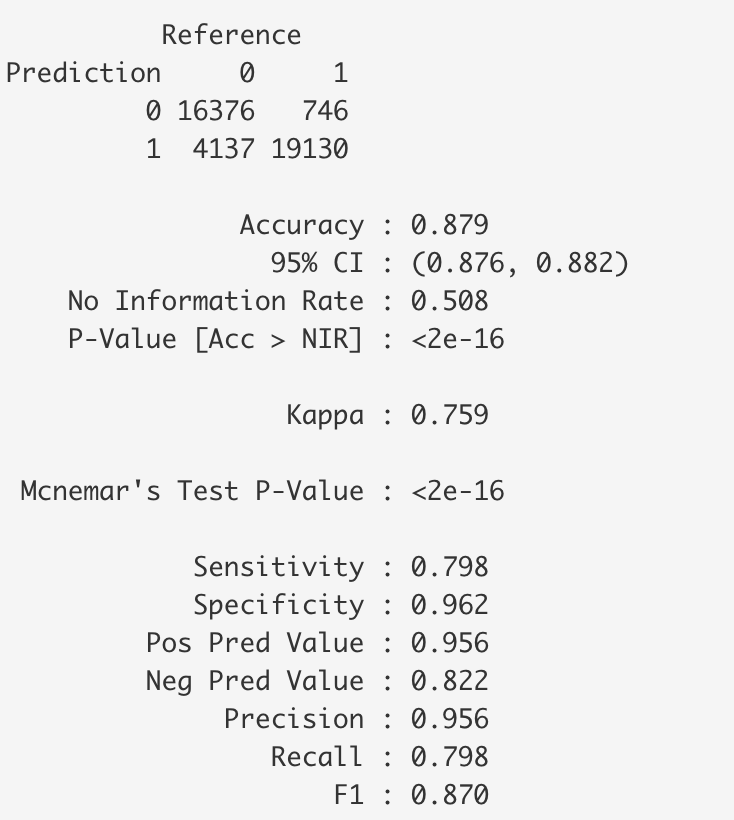 Reference
Prediction 0 1
0 16376 746
1 4137 19130
Accuracy : 0.879
95% CI : (0.876, 0.882)
No Information Rate : 0.508
P-Value [Acc > NIR] : <2e-16
Kappa : 0.759
Mcnemar's Test P-Value : <2e-16
Sensitivity : 0.798
Specificity : 0.962
Pos Pred Value : 0.956
Neg Pred Value : 0.822
Precision : 0.956
Recall : 0.798
F1 : 0.870